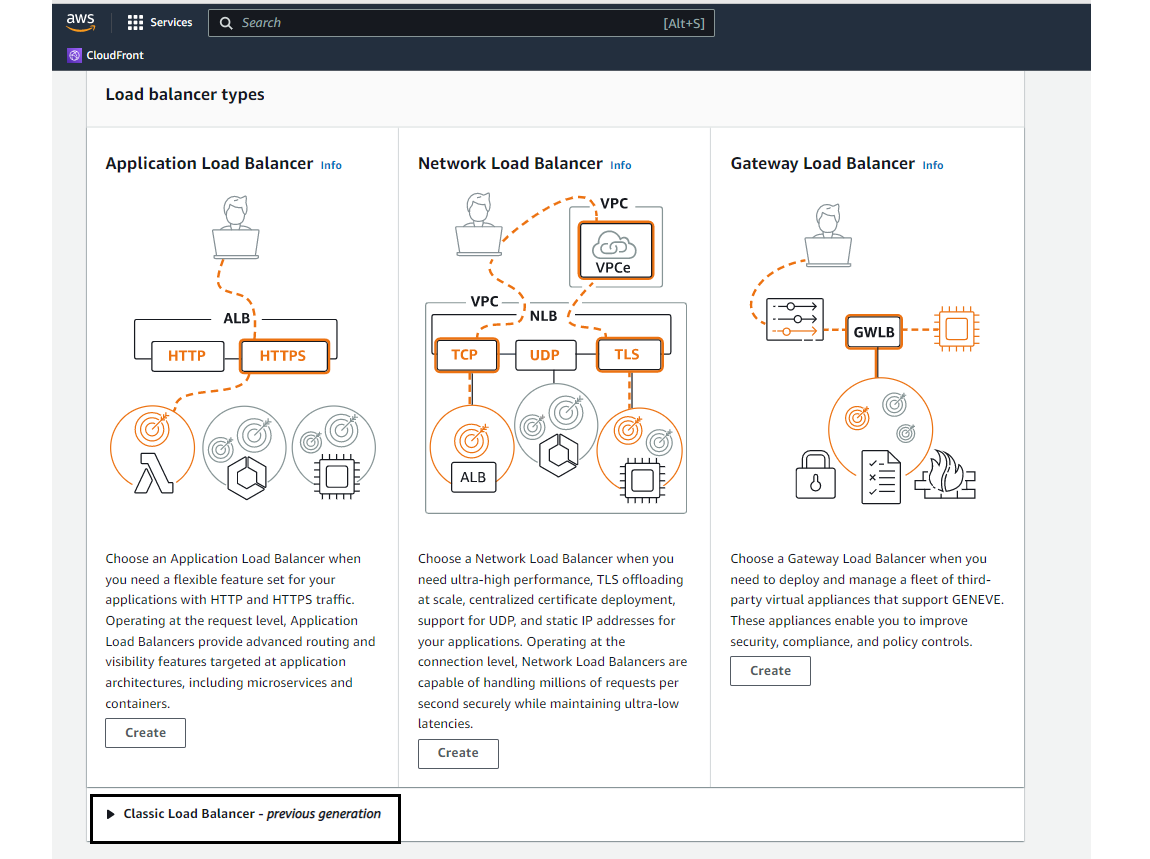 aws
Services
Search
[Alt+S]
CloudFront
Load balancer types
Application Load Balancer Info
ALB
HTTP
HTTPS
Choose an Application Load Balancer when
you need a flexible feature set for your
applications with HTTP and HTTPS traffic.
Operating at the request level, Application
Load Balancers provide advanced routing and
visibility features targeted at application
architectures, including microservices and
containers.
Create
Network Load Balancer Info
VPC
VPCe
VPC
NLB
TCP
UDP
TLS
ALB
Choose a Network Load Balancer when you
need ultra-high performance, TLS offloading
at scale, centralized certificate deployment,
support for UDP, and static IP addresses for
your applications. Operating at the
connection level, Network Load Balancers are
capable of handling millions of requests per
second securely while maintaining ultra-low
latencies.
Create
Gateway Load Balancer Info
GWLB
Choose a Gateway Load Balancer when you
need to deploy and manage a fleet of third-
party virtual appliances that support GENEVE.
These appliances enable you to improve
security, compliance, and policy controls.
Create
Classic Load Balancer - previous generation